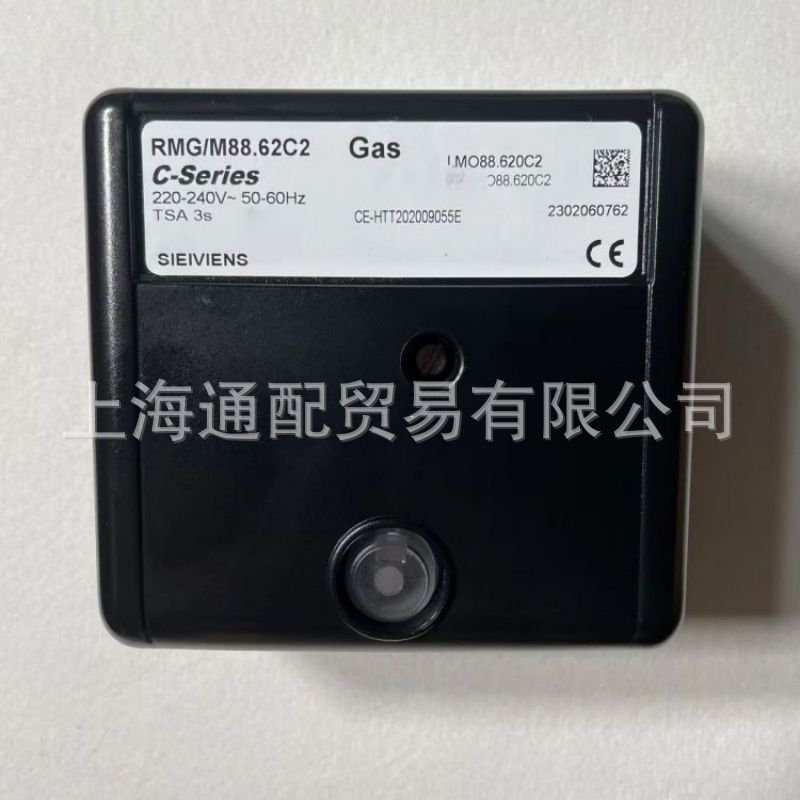 RMG/M88.62C2 Gas
LMO88.620C2
C-Series
O88.620C2
220-240V~ 50-60Hz
TSA 3s
CE-HTT202009055E
2302060762
SIEIVIENS
CE
上海通配贸易有限公司